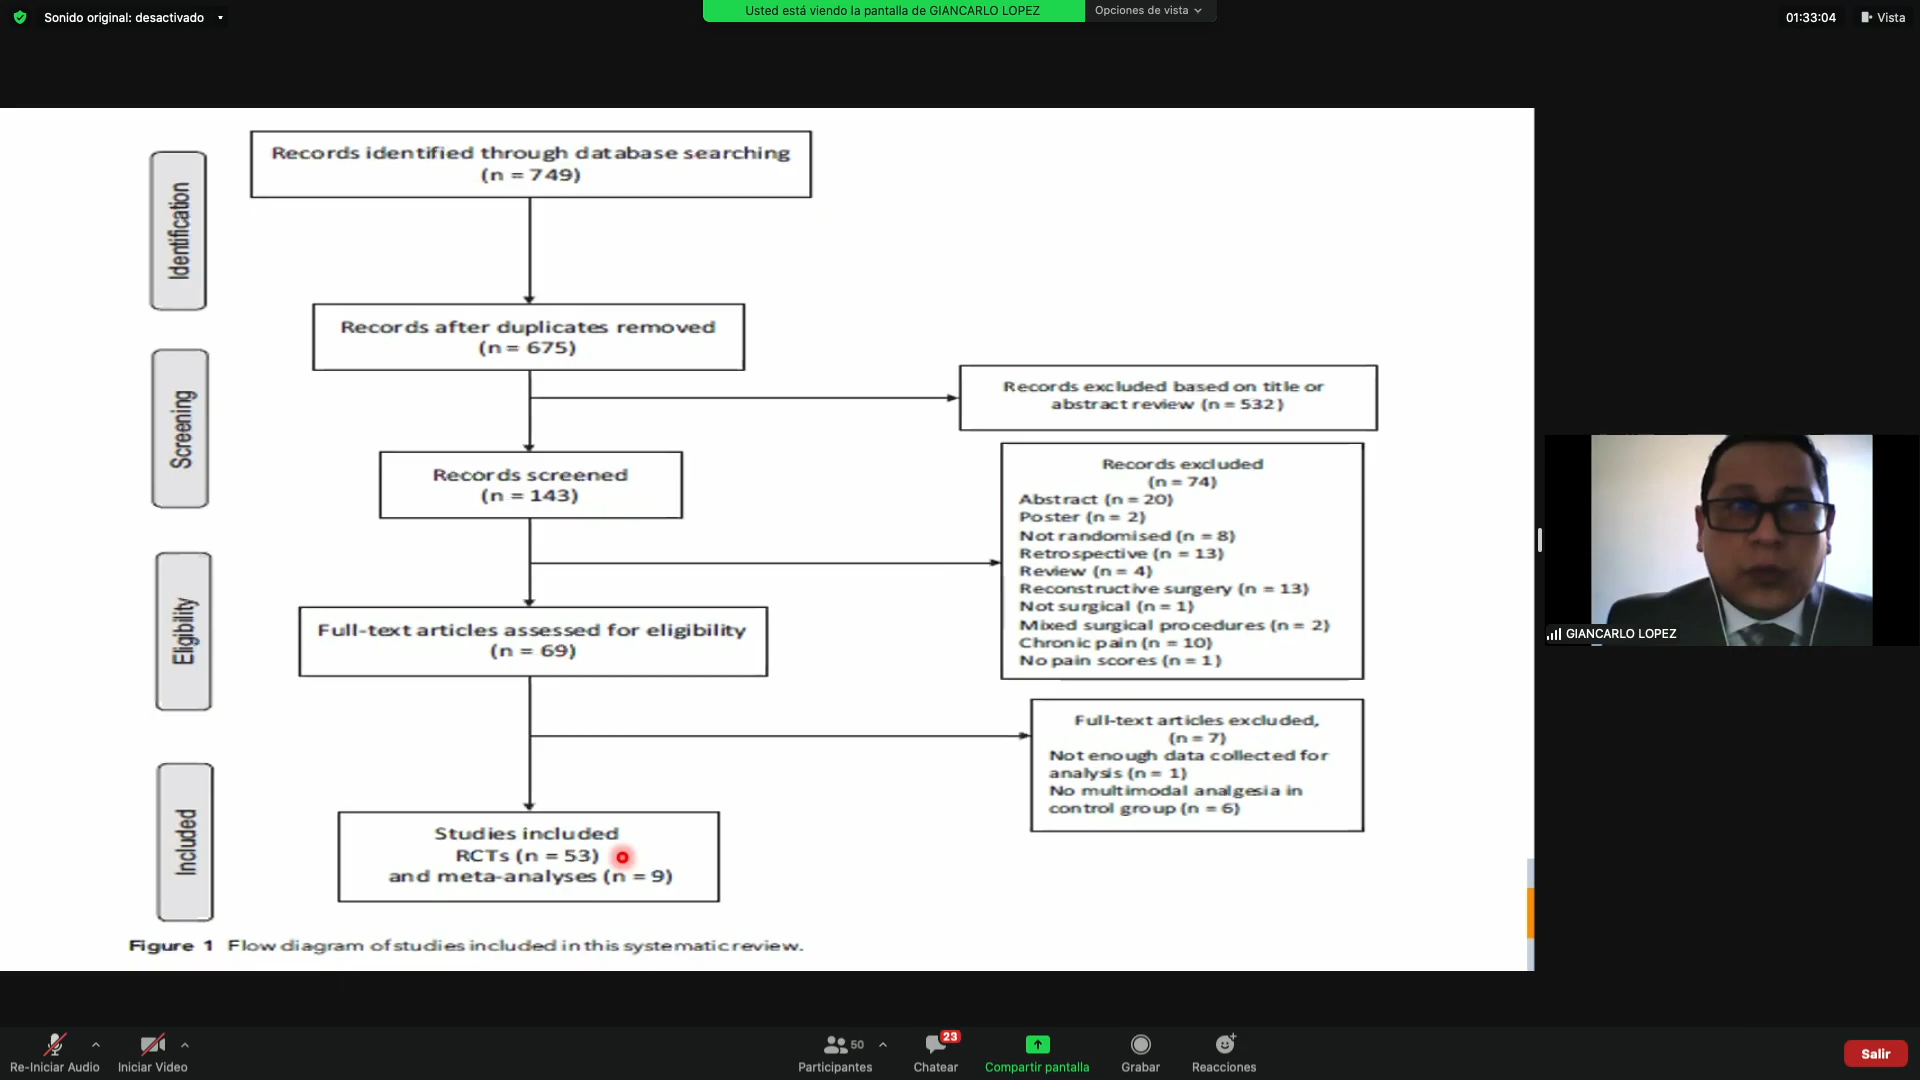 Sonido original: desactivado
Usted está viendo la pantalla de GIANCARLO LOPEZ
Opciones de vista
01:33:04
Vista
Identification
Records identified through database searching
(n = 749)
Records after duplicates removed
(n = 675)
Screening
Records excluded based on title or
abstract review (n = 532)
Records screened
(n = 143)
Records excluded
(n = 74)
Abstract (n = 20)
Poster (n = 2)
Not randomised (n = 8)
Retrospective (n = 13)
Review (n = 4)
Reconstructive surgery (n = 13)
Not surgical (n = 1)
Mixed surgical procedures (n = 2)
Chronic pain (n = 10)
No pain scores (n = 1)
Eligibility
Full-text articles assessed for eligibility
(n = 69)
Full-text articles excluded,
(n = 7)
Not enough data collected for
analysis (n = 1)
No multimodal analgesia in
control group (n = 6)
Included
Studies included
RCTs (n = 53)
and meta-analyses (n = 9)
Figure 1 Flow diagram of studies included in this systematic review.
GIANCARLO LOPEZ
Re-Iniciar Audio
Iniciar Video
50
Participantes
23
Chatear
Compartir pantalla
Grabar
Reacciones
Salir